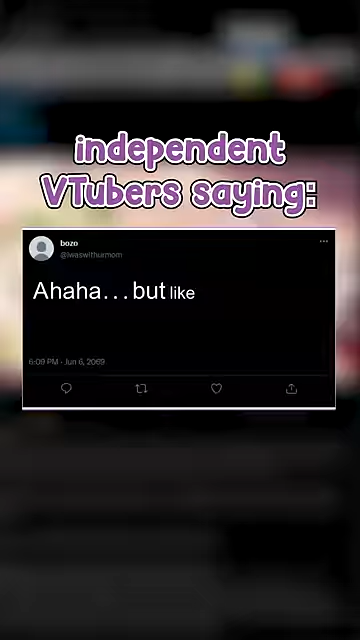 independent
VTubers saying:
bozo
@iwaswithurmom
Ahaha...but like
6:09 PM · Jun 6, 2069